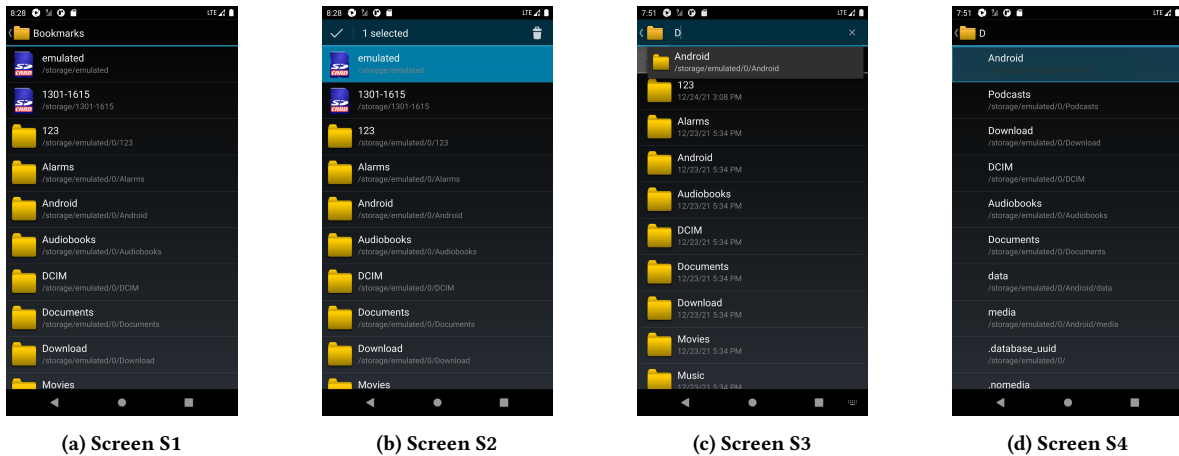 8:28 LTE
Bookmarks
emulated
/storage/emulated
1301-1615
/storage/1301-1615
123
/storage/emulated/0/123
Alarms
/storage/emulated/0/Alarms
Android
/storage/emulated/0/Android
Audiobooks
/storage/emulated/0/Audiobooks
DCIM
/storage/emulated/0/DCIM
Documents
/storage/emulated/0/Documents
Download
/storage/emulated/0/Download
Movies
(a) Screen S1
8:28 LTE
1 selected
emulated
/storage/emulated
1301-1615
/storage/1301-1615
123
/storage/emulated/0/123
Alarms
/storage/emulated/0/Alarms
Android
/storage/emulated/0/Android
Audiobooks
/storage/emulated/0/Audiobooks
DCIM
/storage/emulated/0/DCIM
Documents
/storage/emulated/0/Documents
Download
/storage/emulated/0/Download
Movies
(b) Screen S2
7:51 LTE
D
Android
/storage/emulated/0/Android
123
12/24/21 3:08 PM
Alarms
12/23/21 5:34 PM
Android
12/23/21 5:34 PM
Audiobooks
12/23/21 5:34 PM
DCIM
12/23/21 5:34 PM
Documents
12/23/21 5:34 PM
Download
12/23/21 5:34 PM
Movies
12/23/21 5:34 PM
Music
12/23/21 5:34 PM
(c) Screen S3
7:51 LTE
D
Android
Podcasts
/storage/emulated/0/Podcasts
Download
/storage/emulated/0/Download
DCIM
/storage/emulated/0/DCIM
Audiobooks
/storage/emulated/0/Audiobooks
Documents
/storage/emulated/0/Documents
data
/storage/emulated/0/Android/data
media
/storage/emulated/0/Android/media
.database_uuid
/storage/emulated/0/
.nomedia
(d) Screen S4